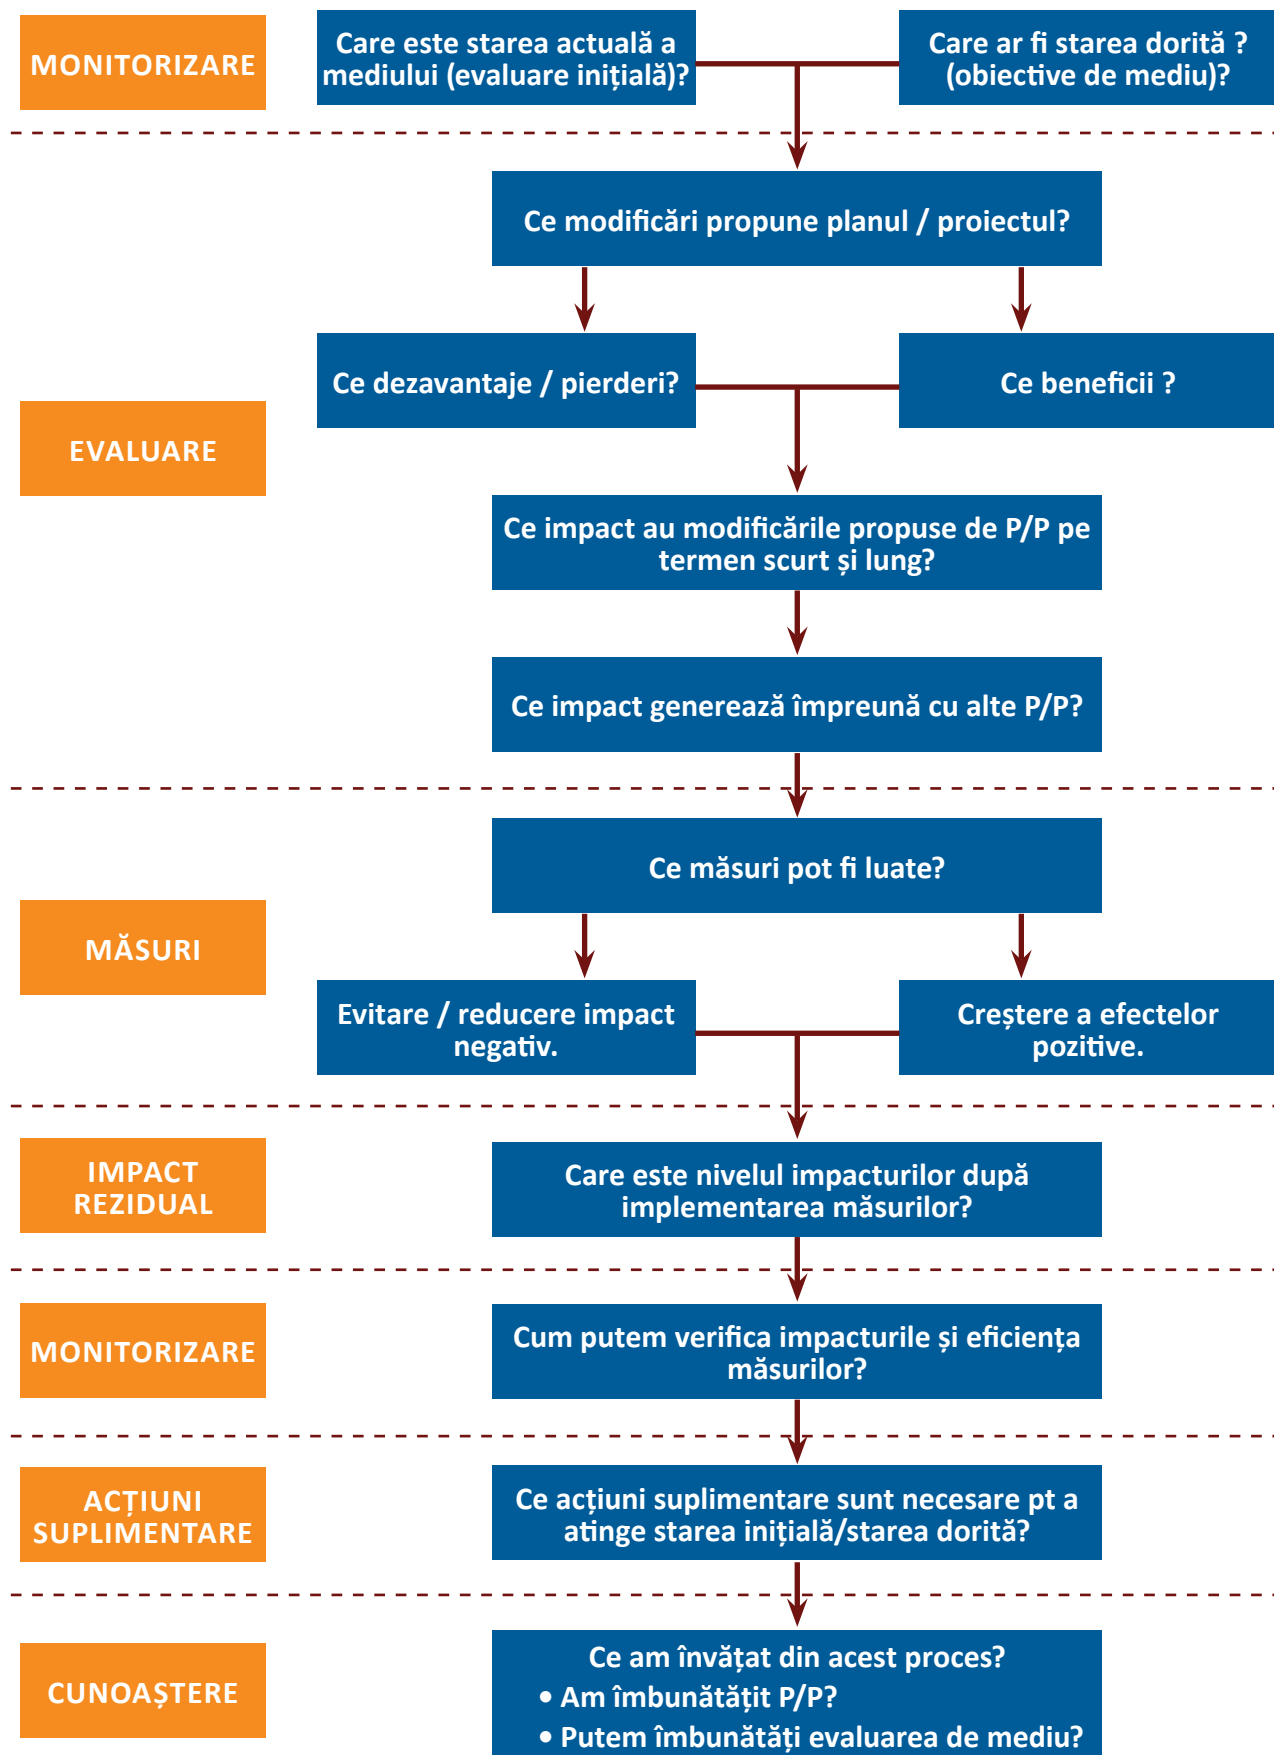 MONITORIZARE
Care este starea actuală a
mediului (evaluare inițială)?
Care ar fi starea dorită ?
(obiective de mediu)?
Ce modificări propune planul / proiectul?
EVALUARE
Ce dezavantaje / pierderi?
Ce beneficii ?
Ce impact au modificările propuse de P/P pe
termen scurt și lung?
Ce impact generează împreună cu alte P/P?
MĂSURI
Ce măsuri pot fi luate?
Evitare / reducere impact
negativ.
Creștere a efectelor
pozitive.
IMPACT
REZIDUAL
Care este nivelul impacturilor după
implementarea măsurilor?
MONITORIZARE
Cum putem verifica impacturile și eficiența
măsurilor?
ACȚIUNI
SUPLIMENTARE
Ce acțiuni suplimentare sunt necesare pt a
atinge starea inițială/starea dorită?
CUNOAȘTERE
Ce am învățat din acest proces?
• Am îmbunătățit P/P?
• Putem îmbunătăți evaluarea de mediu?